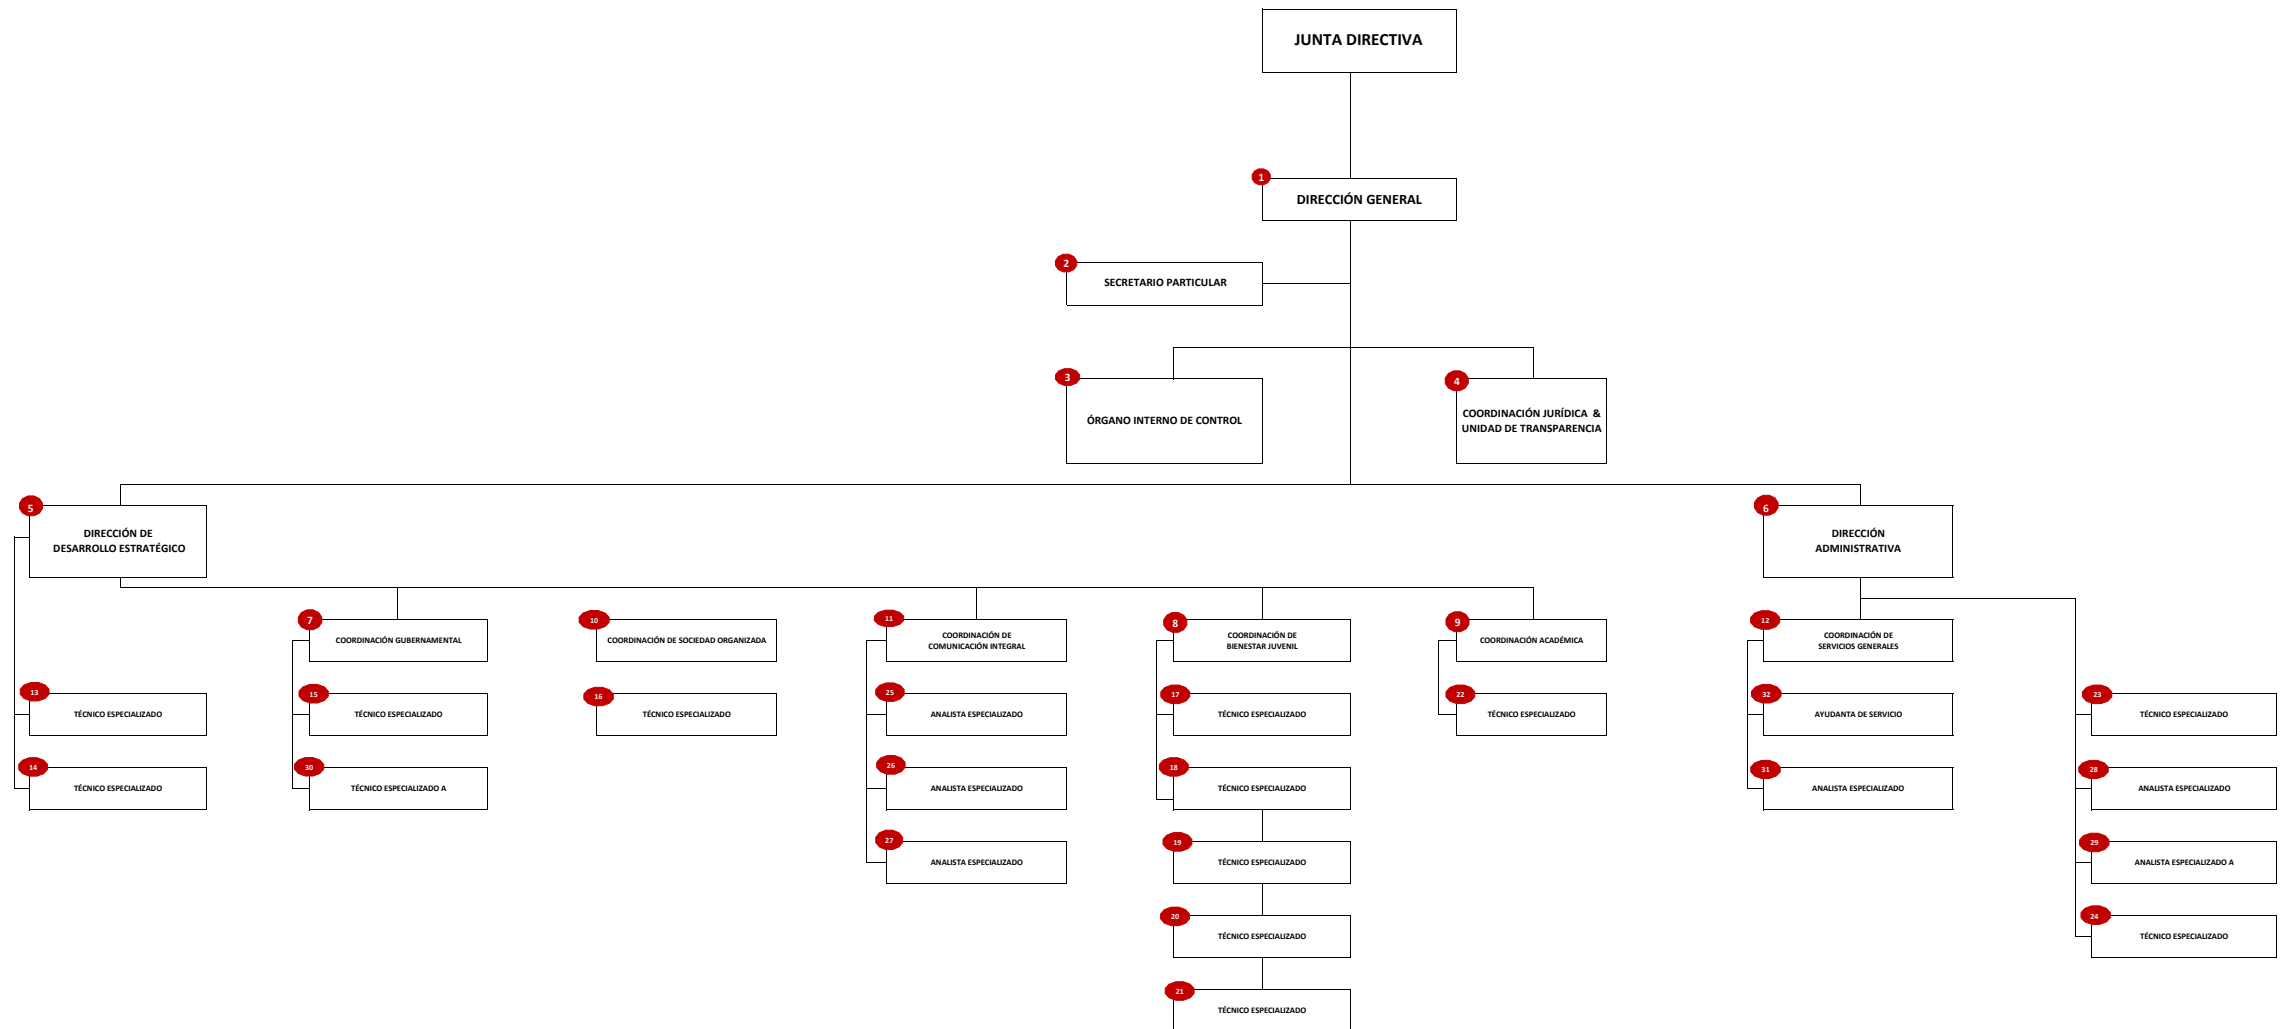 JUNTA DIRECTIVA
1
DIRECCIÓN GENERAL
2
SECRETARIO PARTICULAR
3
ÓRGANO INTERNO DE CONTROL
4
COORDINACIÓN JURÍDICA &
UNIDAD DE TRANSPARENCIA
5
DIRECCIÓN DE
DESARROLLO ESTRATÉGICO
6
DIRECCIÓN
ADMINISTRATIVA
7
COORDINACIÓN GUBERNAMENTAL
10
COORDINACIÓN DE SOCIEDAD ORGANIZADA
11
COORDINACIÓN DE
COMUNICACIÓN INTEGRAL
8
COORDINACIÓN DE
BIENESTAR JUVENIL
9
COORDINACIÓN ACADÉMICA
12
COORDINACIÓN DE
SERVICIOS GENERALES
13
TÉCNICO ESPECIALIZADO
15
TÉCNICO ESPECIALIZADO
16
TÉCNICO ESPECIALIZADO
25
ANALISTA ESPECIALIZADO
17
TÉCNICO ESPECIALIZADO
22
TÉCNICO ESPECIALIZADO
32
AYUDANTA DE SERVICIO
23
TÉCNICO ESPECIALIZADO
14
TÉCNICO ESPECIALIZADO
30
TÉCNICO ESPECIALIZADO A
26
ANALISTA ESPECIALIZADO
18
TÉCNICO ESPECIALIZADO
31
ANALISTA ESPECIALIZADO
28
ANALISTA ESPECIALIZADO
27
ANALISTA ESPECIALIZADO
19
TÉCNICO ESPECIALIZADO
29
ANALISTA ESPECIALIZADO A
20
TÉCNICO ESPECIALIZADO
24
TÉCNICO ESPECIALIZADO
21
TÉCNICO ESPECIALIZADO